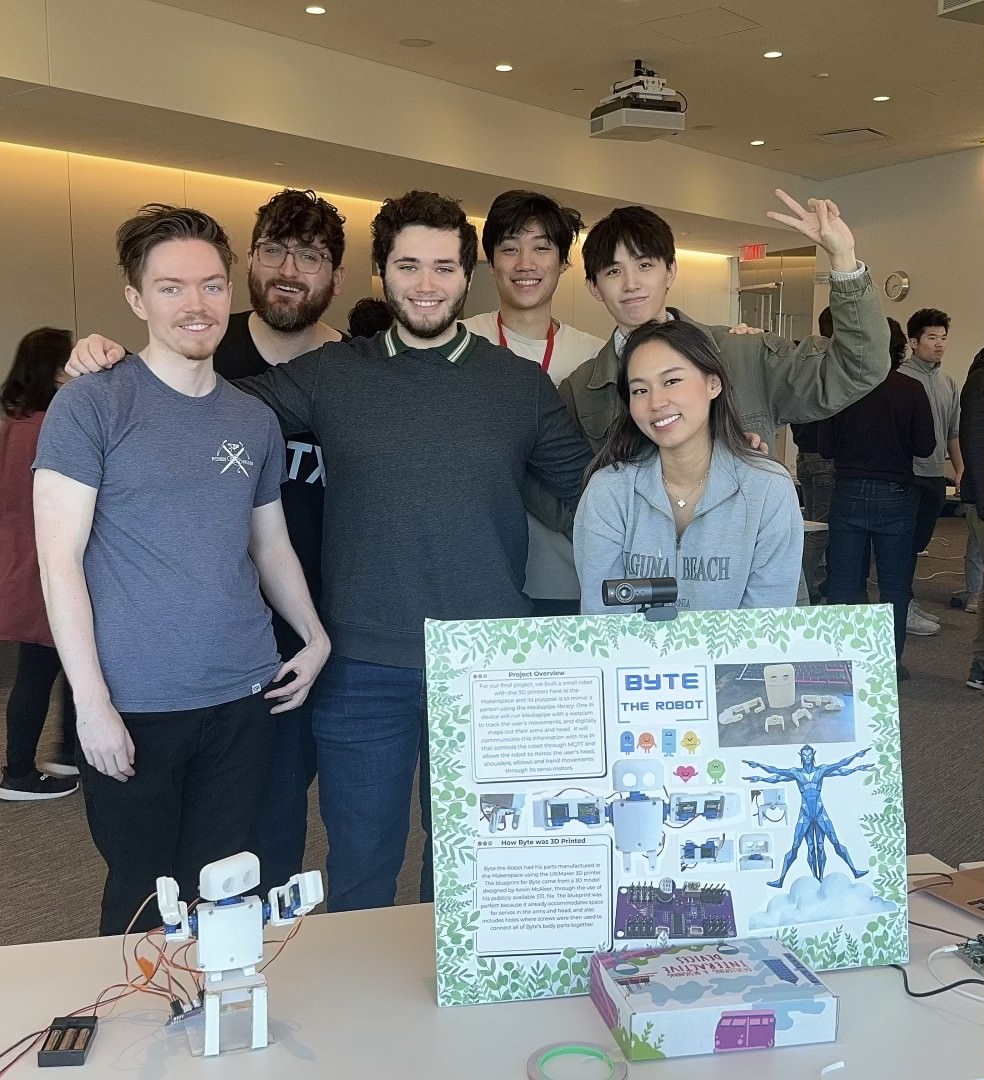 TX
AGUNA BEACH
Project Overview
For our final project, we built a small robot
with the 3D printers here at the
Makerspace and its purpose is to mimic a
person using the Mediapipe library. One Pi
device will run Mediapipe with a webcam
to track the user's movements, and digitally
maps out their arms and head. It will
communicate this information with the Pi
that controls the robot through MQTT and
allows the robot to mimic the user's head,
shoulders, elbows and hand movements
through its servo motors.
BYTE
THE ROBOT
How Byte was 3D Printed
Byte the Robot had his parts manufactured in
the Makerspace using the UltiMaker 3D printer.
The blueprint for Byte came from a 3D model
designed by Kevin McAleer, through the use of
his publicly available STL file. The blueprint was
perfect because it already accommodates space
for servos in the arms and head, and also
includes holes where screws were then used to
connect all of Byte's body parts together.
DEVELOPING & DESIGNING
INTERACTIVE
DEVICES